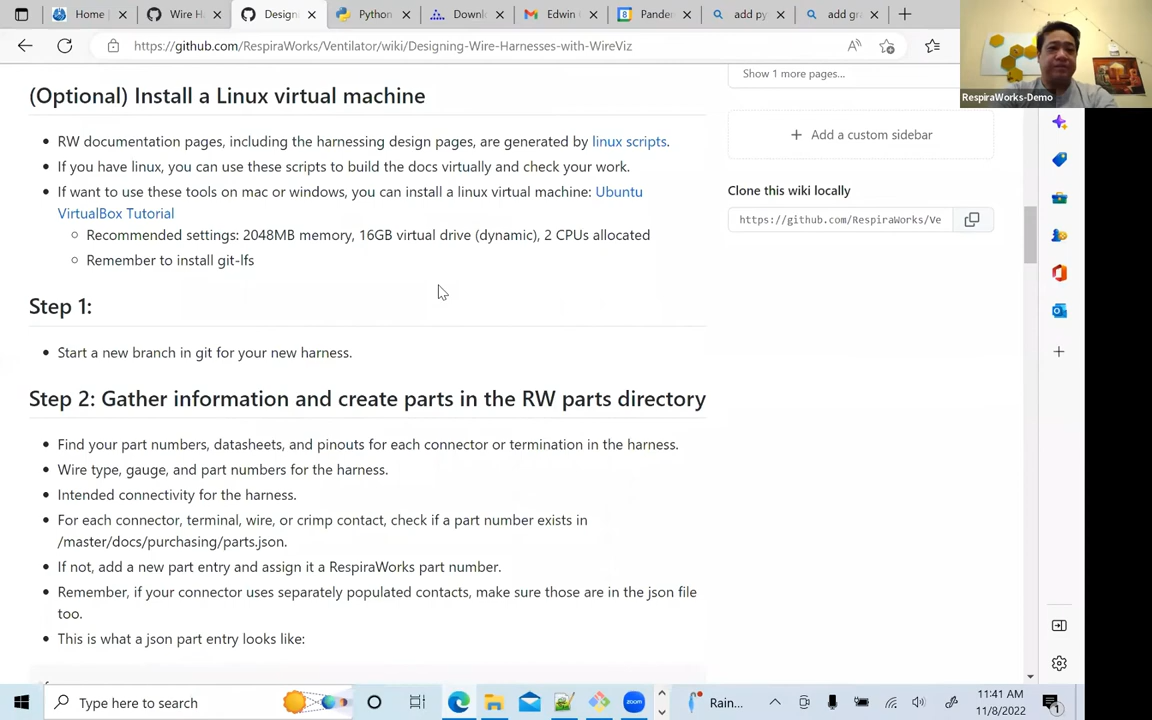 Home
Wire H
Design
Python
Downl
Edwin
Pander
add py
add gr
https://github.com/RespiraWorks/Ventilator/wiki/Designing-Wire-Harnesses-with-WireViz
RespiraWorks-Demo
Show 1 more pages...
(Optional) Install a Linux virtual machine
RW documentation pages, including the harnessing design pages, are generated by linux scripts.
If you have linux, you can use these scripts to build the docs virtually and check your work.
If want to use these tools on mac or windows, you can install a linux virtual machine: Ubuntu
VirtualBox Tutorial
Recommended settings: 2048MB memory, 16GB virtual drive (dynamic), 2 CPUs allocated
Remember to install git-lfs
Add a custom sidebar
Clone this wiki locally
https://github.com/RespiraWorks/Ve
Step 1:
Start a new branch in git for your new harness.
Step 2: Gather information and create parts in the RW parts directory
Find your part numbers, datasheets, and pinouts for each connector or termination in the harness.
Wire type, gauge, and part numbers for the harness.
Intended connectivity for the harness.
For each connector, terminal, wire, or crimp contact, check if a part number exists in
/master/docs/purchasing/parts.json.
If not, add a new part entry and assign it a RespiraWorks part number.
Remember, if your connector uses separately populated contacts, make sure those are in the json file
too.
This is what a json part entry looks like:
Type here to search
zoom
Rain...
11:41 AM
11/8/2022
1